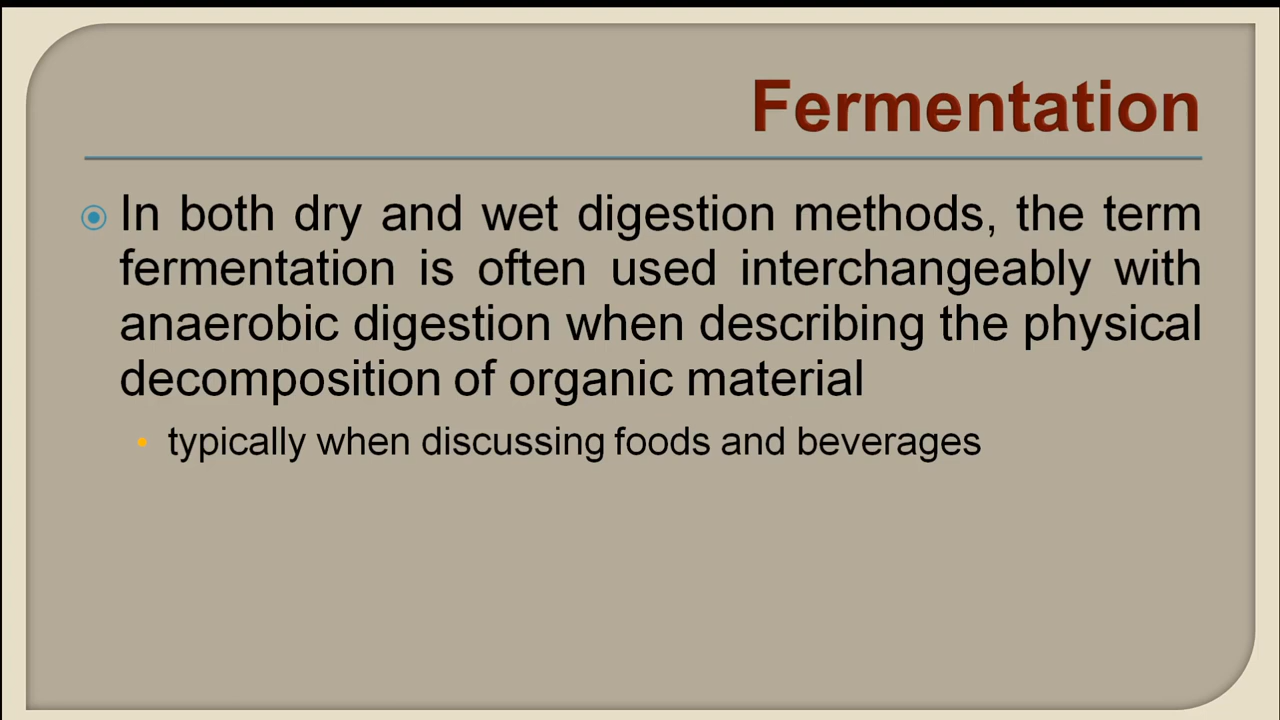 Fermentation
In both dry and wet digestion methods, the term
fermentation is often used interchangeably with
anaerobic digestion when describing the physical
decomposition of organic material
• typically when discussing foods and beverages